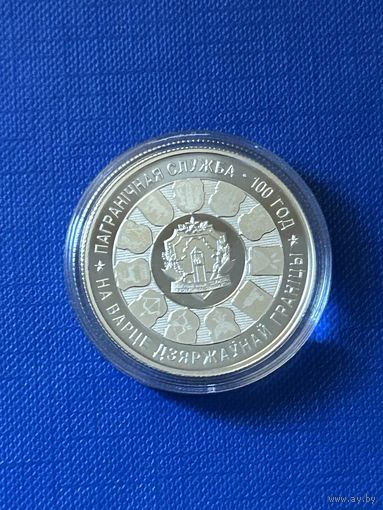 ПАГРАНІЧНАЯ СЛУЖБА - 100 ГОД
★ НА ВАРЦЕ ДЗЯРЖАЎНАЙ ГРАНІЦЫ ★
www.ay.by